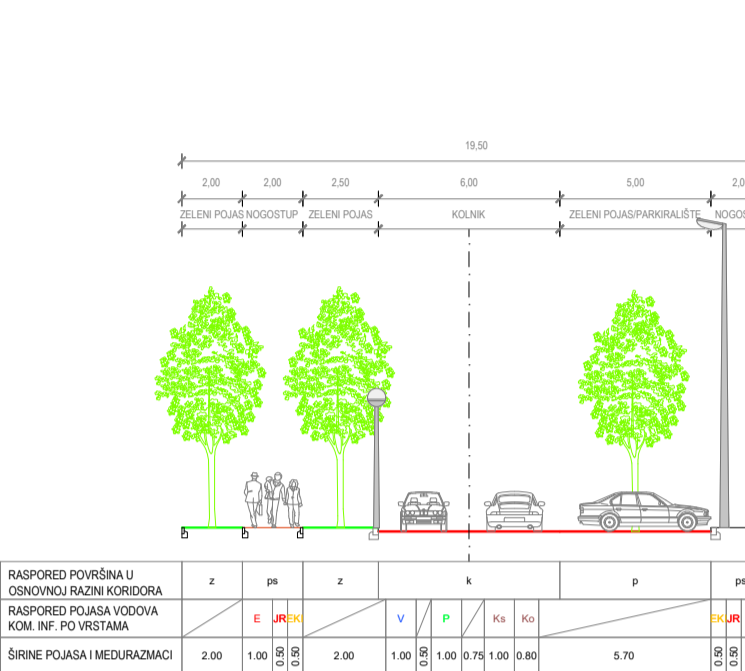 19,50
2,00 2,00 2,50 6,00 5,00 2,0
ZELENI POJAS NOGOSTUP ZELENI POJAS KOLNIK ZELENI POJAS/PARKIRALIŠTE NOGOS
RASPORED POVRŠINA U
OSNOVNOJ RAZINI KORIDORA
z ps z k p ps
RASPORED POJASA VODOVA
KOM. INF. PO VRSTAMA
E JR EK V P Ks Ko EK JR
ŠIRINE POJASA I MEĐURAZMACI 2.00 1.00 0.50 0.50 2.00 1.00 0.50 1.00 0.75 1.00 0.80 5.70 0.50 0.50